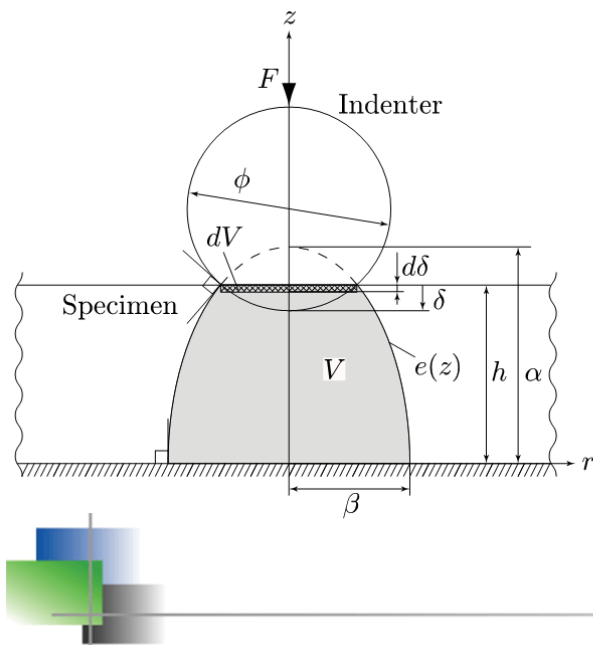 z
F
Indenter
ϕ
dV
dδ
δ
Specimen
V
e(z)
h
α
r
β